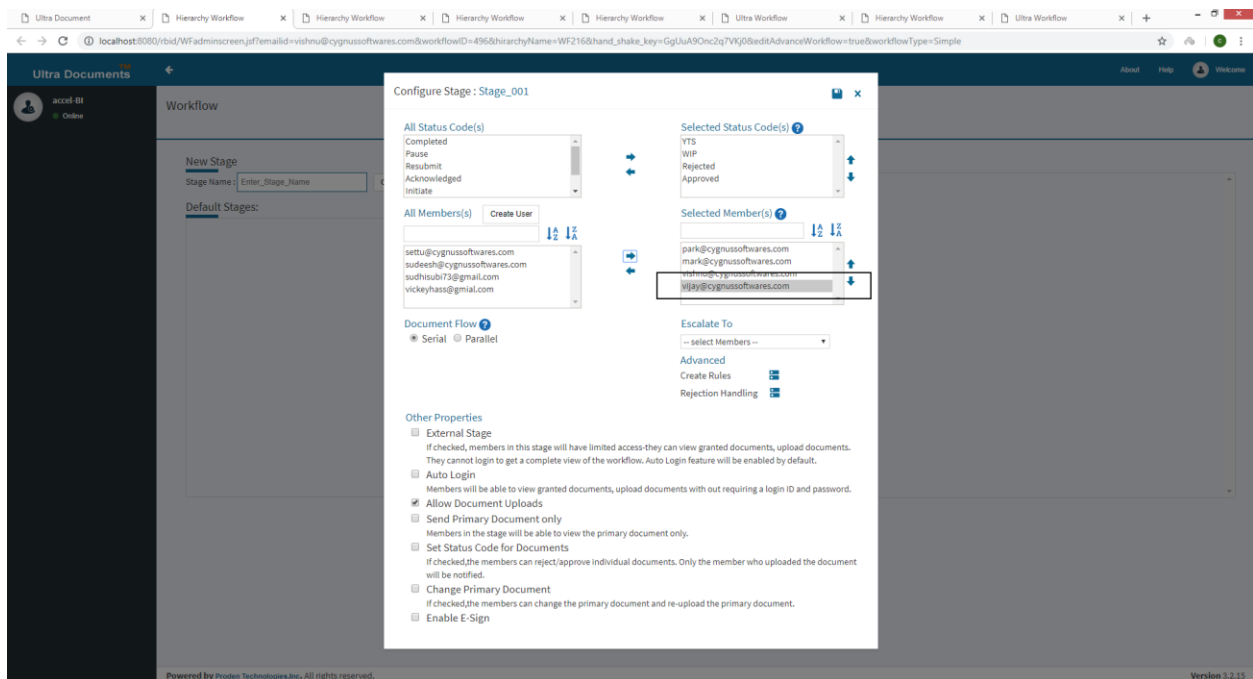 Ultra Document
Hierarchy Workflow
Hierarchy Workflow
Hierarchy Workflow
Hierarchy Workflow
Ultra Workflow
Hierarchy Workflow
Ultra Workflow
localhost:8080/rbid/WFadminscreen.jsf?emailid=vishnu@cygnussoftwares.com&workflowID=496&hirarchyName=WF216&hand_shake_key=GgUuA9Onc2q7VKj0&editAdvanceWorkflow=true&workflowType=Simple
Ultra Documents TM
About Help Welcome
accel-BI
Online
Workflow
New Stage
Stage Name : Enter_Stage_Name
Default Stages:
Configure Stage : Stage_001
All Status Code(s)
Completed
Pause
Resubmit
Acknowledged
Initiate
Selected Status Code(s) ?
YTS
WIP
Rejected
Approved
All Members(s) Create User
settu@cygnussoftwares.com
sudeesh@cygnussoftwares.com
sudhisubi73@gmail.com
vickeyhass@gmial.com
Selected Member(s) ?
park@cygnussoftwares.com
mark@cygnussoftwares.com
vishnu@cygnussoftwares.com
vijay@cygnussoftwares.com
Document Flow ?
Serial Parallel
Escalate To
-- select Members --
Advanced
Create Rules
Rejection Handling
Other Properties
External Stage
If checked, members in this stage will have limited access-they can view granted documents, upload documents.
They cannot login to get a complete view of the workflow. Auto Login feature will be enabled by default.
Auto Login
Members will be able to view granted documents, upload documents with out requiring a login ID and password.
Allow Document Uploads
Send Primary Document only
Members in the stage will be able to view the primary document only.
Set Status Code for Documents
If checked,the members can reject/approve individual documents. Only the member who uploaded the document
will be notified.
Change Primary Document
If checked,the members can change the primary document and re-upload the primary document.
Enable E-Sign
Powered by Proden Technologies,Inc. All rights reserved.
Version 3.2.15